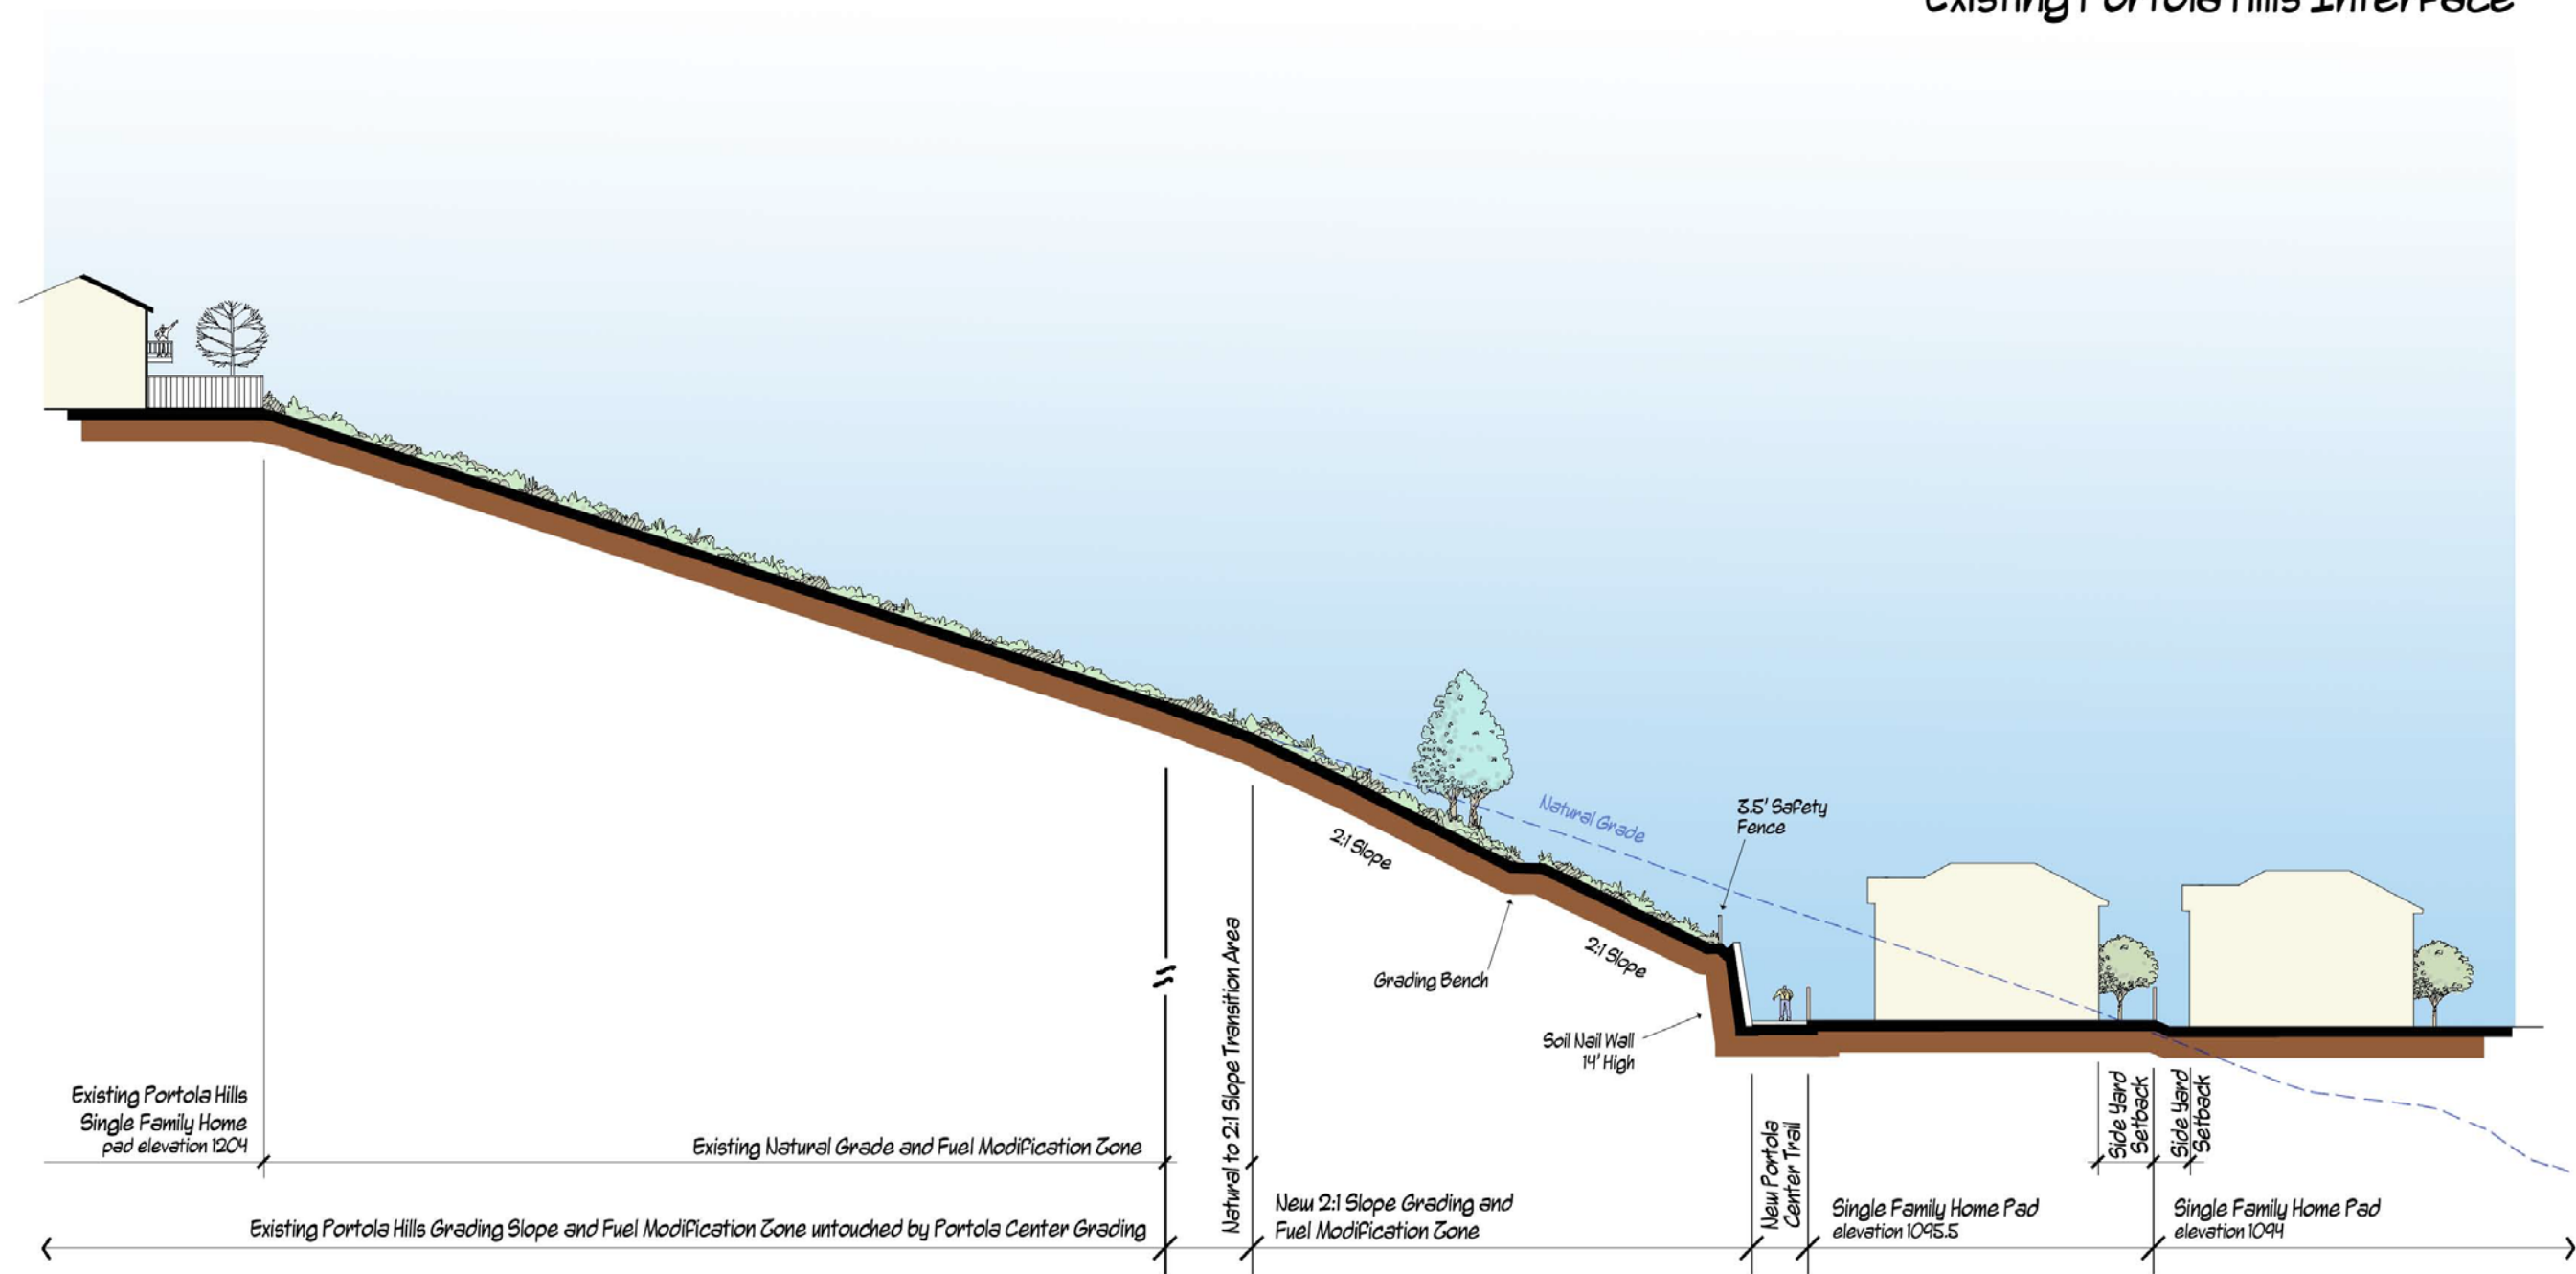 Existing Portola Hills Interface
Natural Grade
3.5' Safety
Fence
2:1 Slope
2:1 Slope
Grading Bench
Soil Nail Wall
14' High
Existing Portola Hills
Single Family Home
pad elevation 1204
Existing Natural Grade and Fuel Modification Zone
Existing Portola Hills Grading Slope and Fuel Modification Zone untouched by Portola Center Grading
Natural to 2:1 Slope Transition Area
New 2:1 Slope Grading and
Fuel Modification Zone
New Portola
Center Trail
Side Yard
Setback
Side Yard
Setback
Single Family Home Pad
elevation 1095.5
Single Family Home Pad
elevation 1094